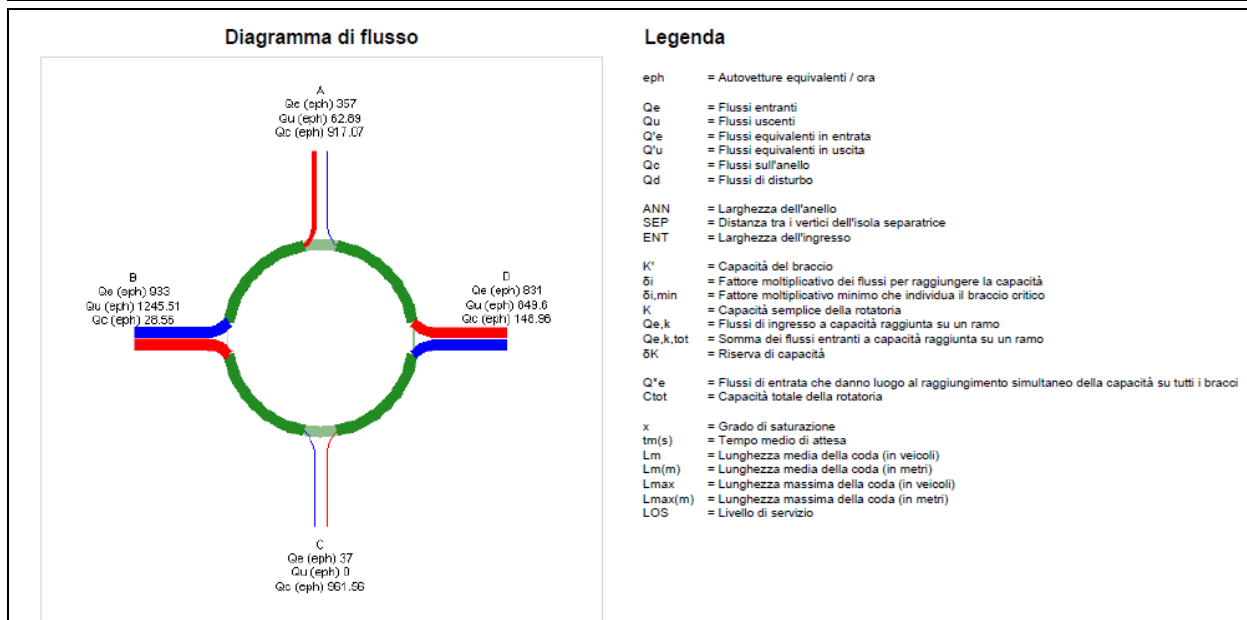 Diagramma di flusso
A
Qe (eph) 357
Qu (eph) 62.89
Qc (eph) 917.07
B
Qe (eph) 933
Qu (eph) 1245.51
Qc (eph) 28.55
D
Qe (eph) 831
Qu (eph) 849.6
Qc (eph) 148.96
C
Qe (eph) 37
Qu (eph) 0
Qc (eph) 961.56
Legenda
eph = Autovetture equivalenti / ora
Qe = Flussi entranti
Qu = Flussi uscenti
Q'e = Flussi equivalenti in entrata
Q'u = Flussi equivalenti in uscita
Qc = Flussi sull'anello
Qd = Flussi di disturbo
ANN = Larghezza dell'anello
SEP = Distanza tra i vertici dell'isola separatrice
ENT = Larghezza dell'ingresso
K' = Capacità del braccio
δi = Fattore moltiplicativo dei flussi per raggiungere la capacità
δi,min = Fattore moltiplicativo minimo che individua il braccio critico
K = Capacità semplice della rotatoria
Qe,k = Flussi di ingresso a capacità raggiunta su un ramo
Qe,k,tot = Somma dei flussi entranti a capacità raggiunta su un ramo
δK = Riserva di capacità
Q"e = Flussi di entrata che danno luogo al raggiungimento simultaneo della capacità su tutti i bracci
Ctot = Capacità totale della rotatoria
x = Grado di saturazione
tm(s) = Tempo medio di attesa
Lm = Lunghezza media della coda (in veicoli)
Lm(m) = Lunghezza media della coda (in metri)
Lmax = Lunghezza massima della coda (in veicoli)
Lmax(m) = Lunghezza massima della coda (in metri)
LOS = Livello di servizio